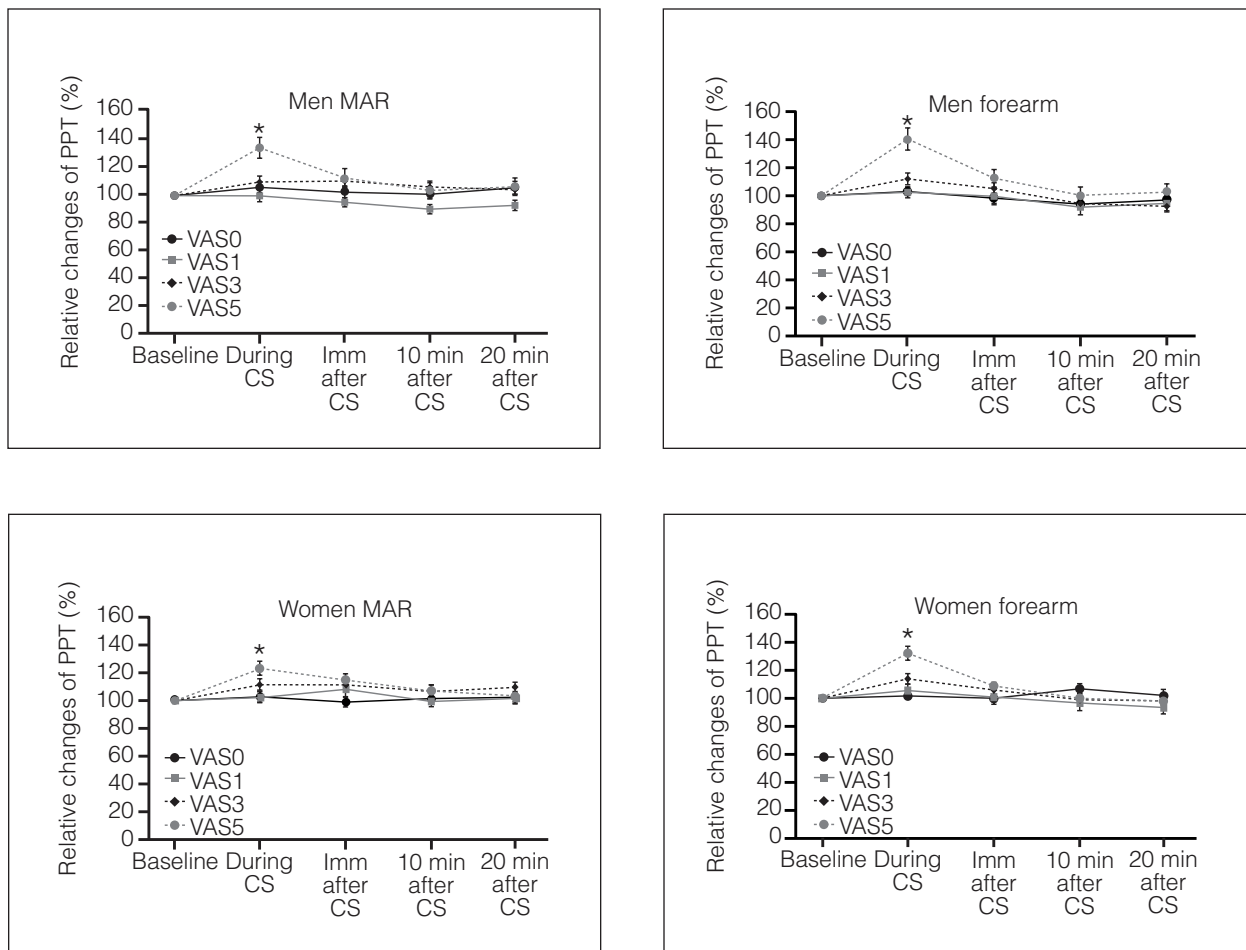 Men MAR
Relative changes of PPT (%)
160
140
120
100
80
60
40
20
0
*
VAS0
VAS1
VAS3
VAS5
Baseline During Imm 10 min 20 min
CS after after after
CS CS CS
Men forearm
Relative changes of PPT (%)
160
140
120
100
80
60
40
20
0
*
VAS0
VAS1
VAS3
VAS5
Baseline During Imm 10 min 20 min
CS after after after
CS CS CS
Women MAR
Relative changes of PPT (%)
160
140
120
100
80
60
40
20
0
*
VAS0
VAS1
VAS3
VAS5
Baseline During Imm 10 min 20 min
CS after after after
CS CS CS
Women forearm
Relative changes of PPT (%)
160
140
120
100
80
60
40
20
0
*
VAS0
VAS1
VAS3
VAS5
Baseline During Imm 10 min 20 min
CS after after after
CS CS CS